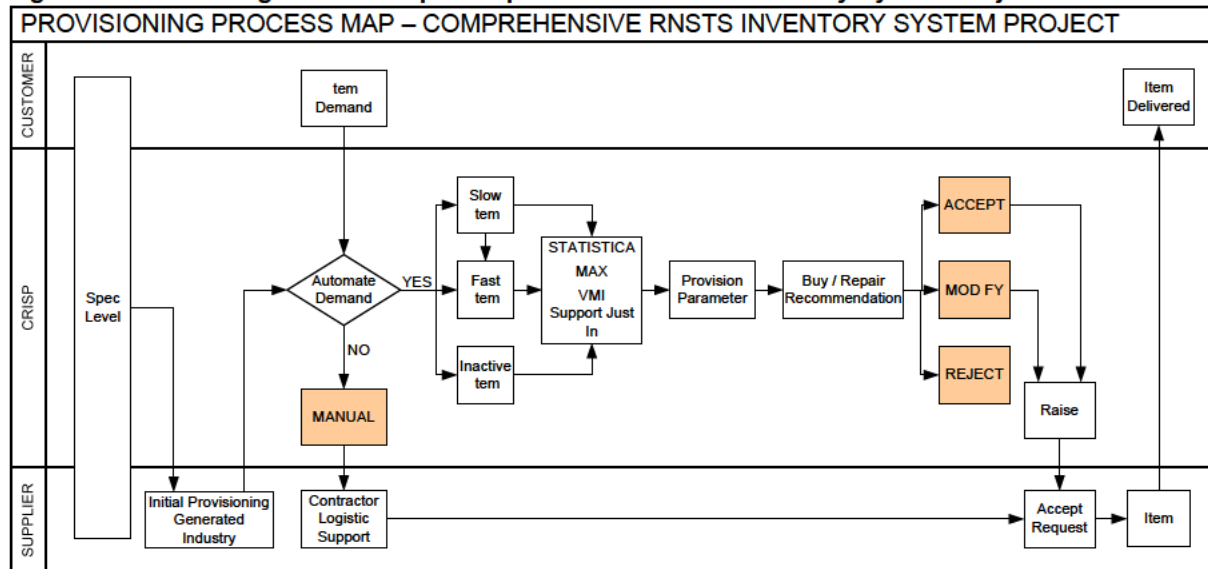 PROVISIONING PROCESS MAP – COMPREHENSIVE RNSTS INVENTORY SYSTEM PROJECT
CUSTOMER
tem
Demand
Item
Delivered
CRISP
Spec
Level
Automate
Demand
YES
NO
MANUAL
Slow
tem
Fast
tem
Inactive
tem
STATISTICA
MAX
VMI
Support Just
In
Provision
Parameter
Buy / Repair
Recommendation
ACCEPT
MOD FY
REJECT
Raise
SUPPLIER
Initial Provisioning
Generated
Industry
Contractor
Logistic
Support
Accept
Request
Item